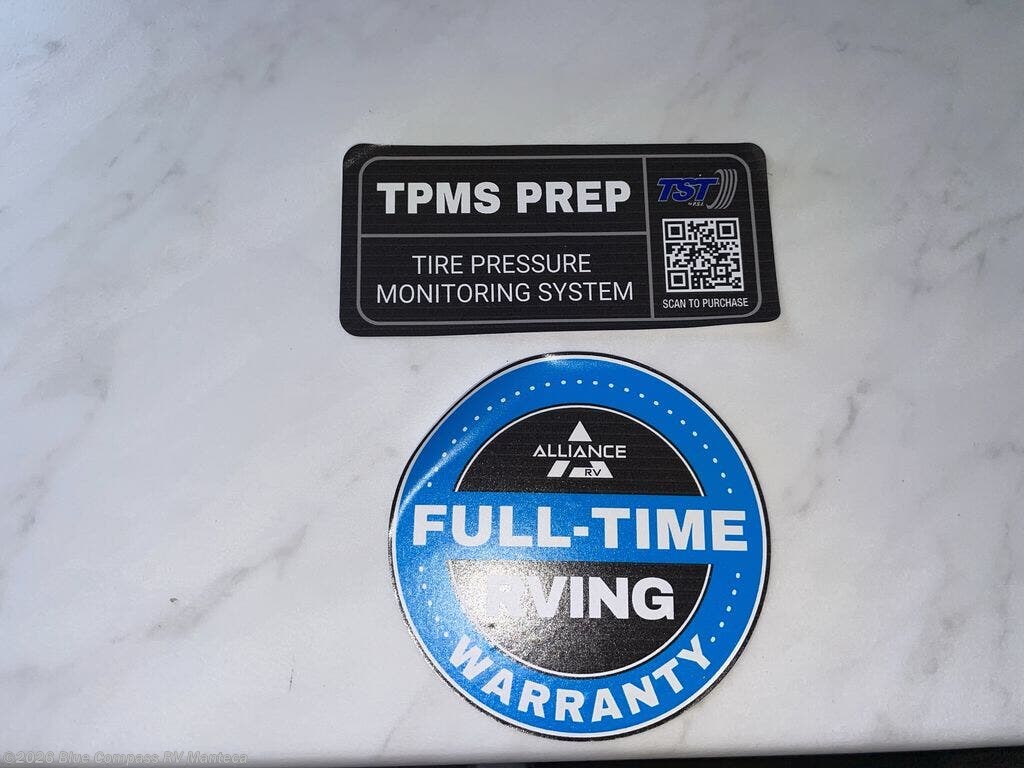 TPMS PREP
TIRE PRESSURE
MONITORING SYSTEM
TST
SCAN TO PURCHASE
ALLIANCE
RV
FULL-TIME
RVING
WARRANTY
©2026 Blue Compass RV Manteca